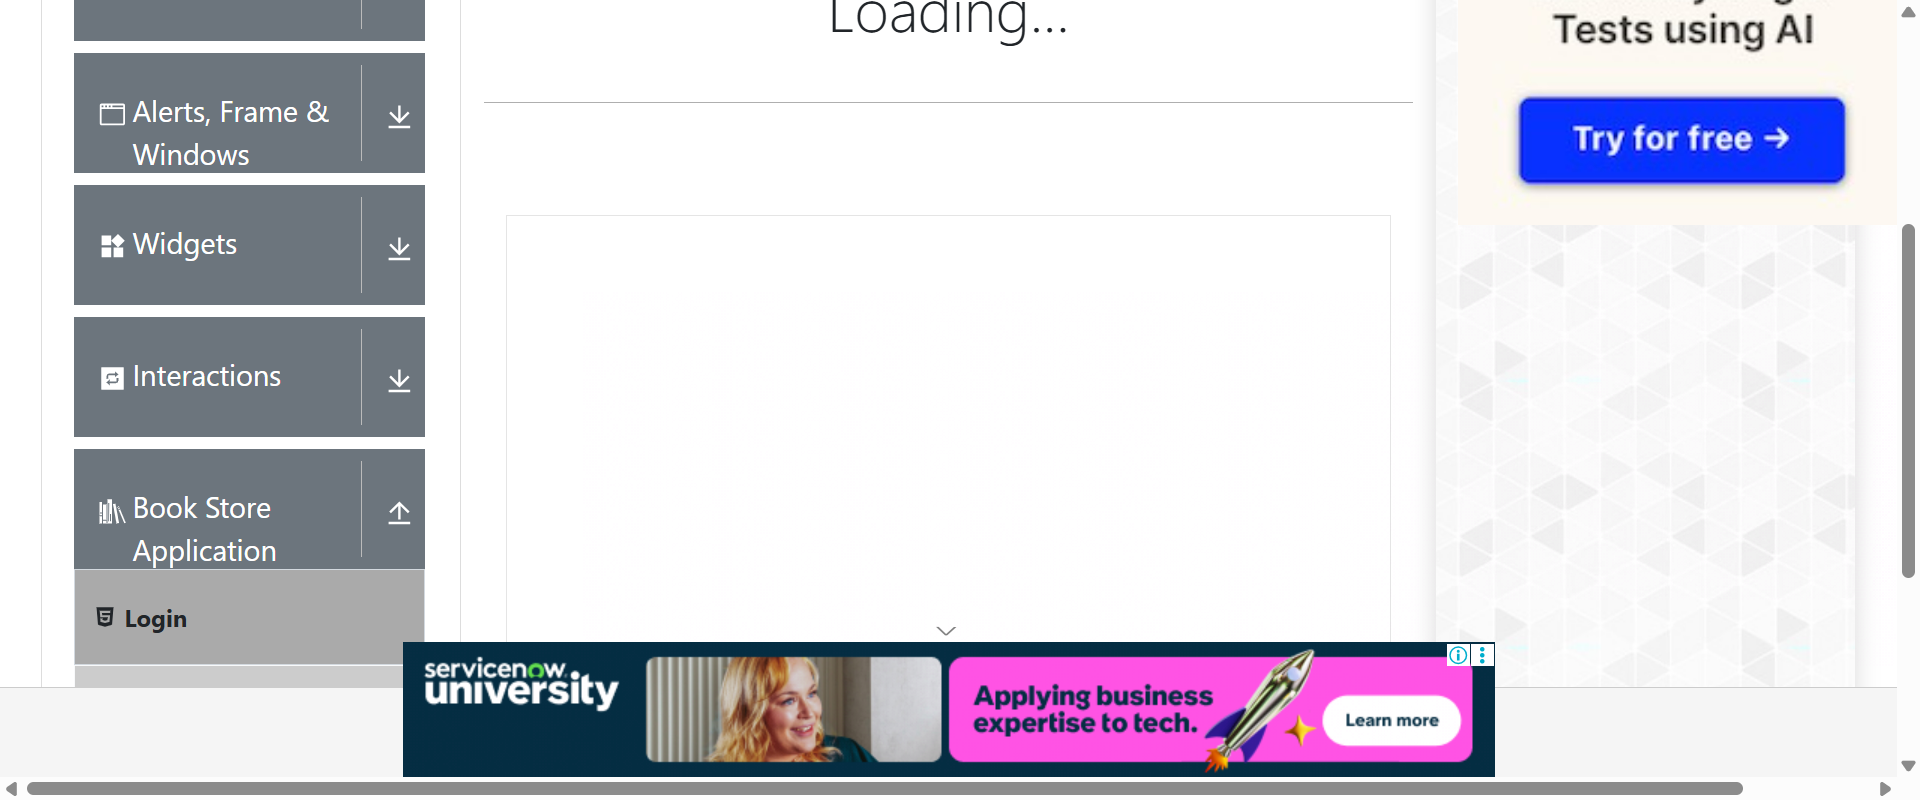 Loading...
Tests using AI
Try for free →
Alerts, Frame &
Windows
Widgets
Interactions
Book Store
Application
Login
servicenow
university
Applying business
expertise to tech.
Learn more